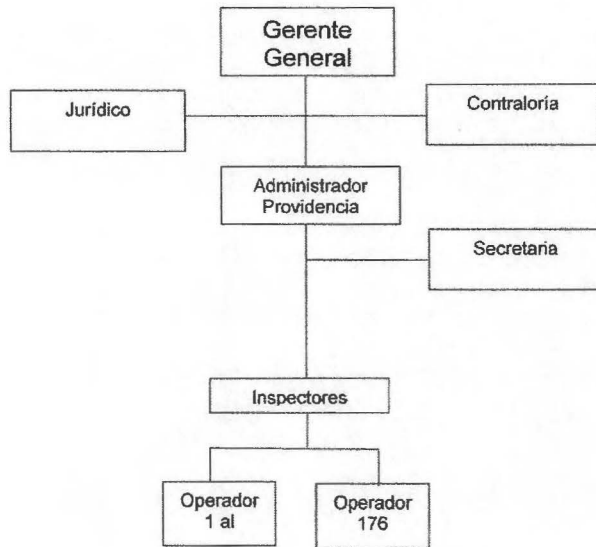 Gerente
General
Jurídico
Contraloría
Administrador
Providencia
Secretaria
Inspectores
Operador
1 al
Operador
176